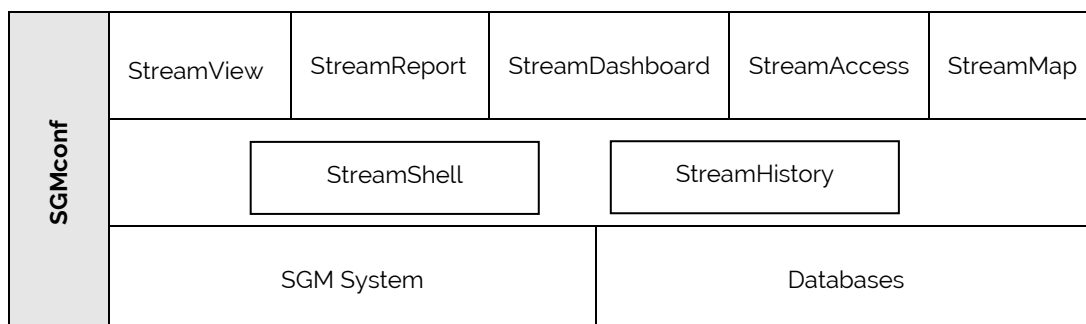 SGMconf
StreamView
StreamReport
StreamDashboard
StreamAccess
StreamMap
StreamShell
StreamHistory
SGM System
Databases